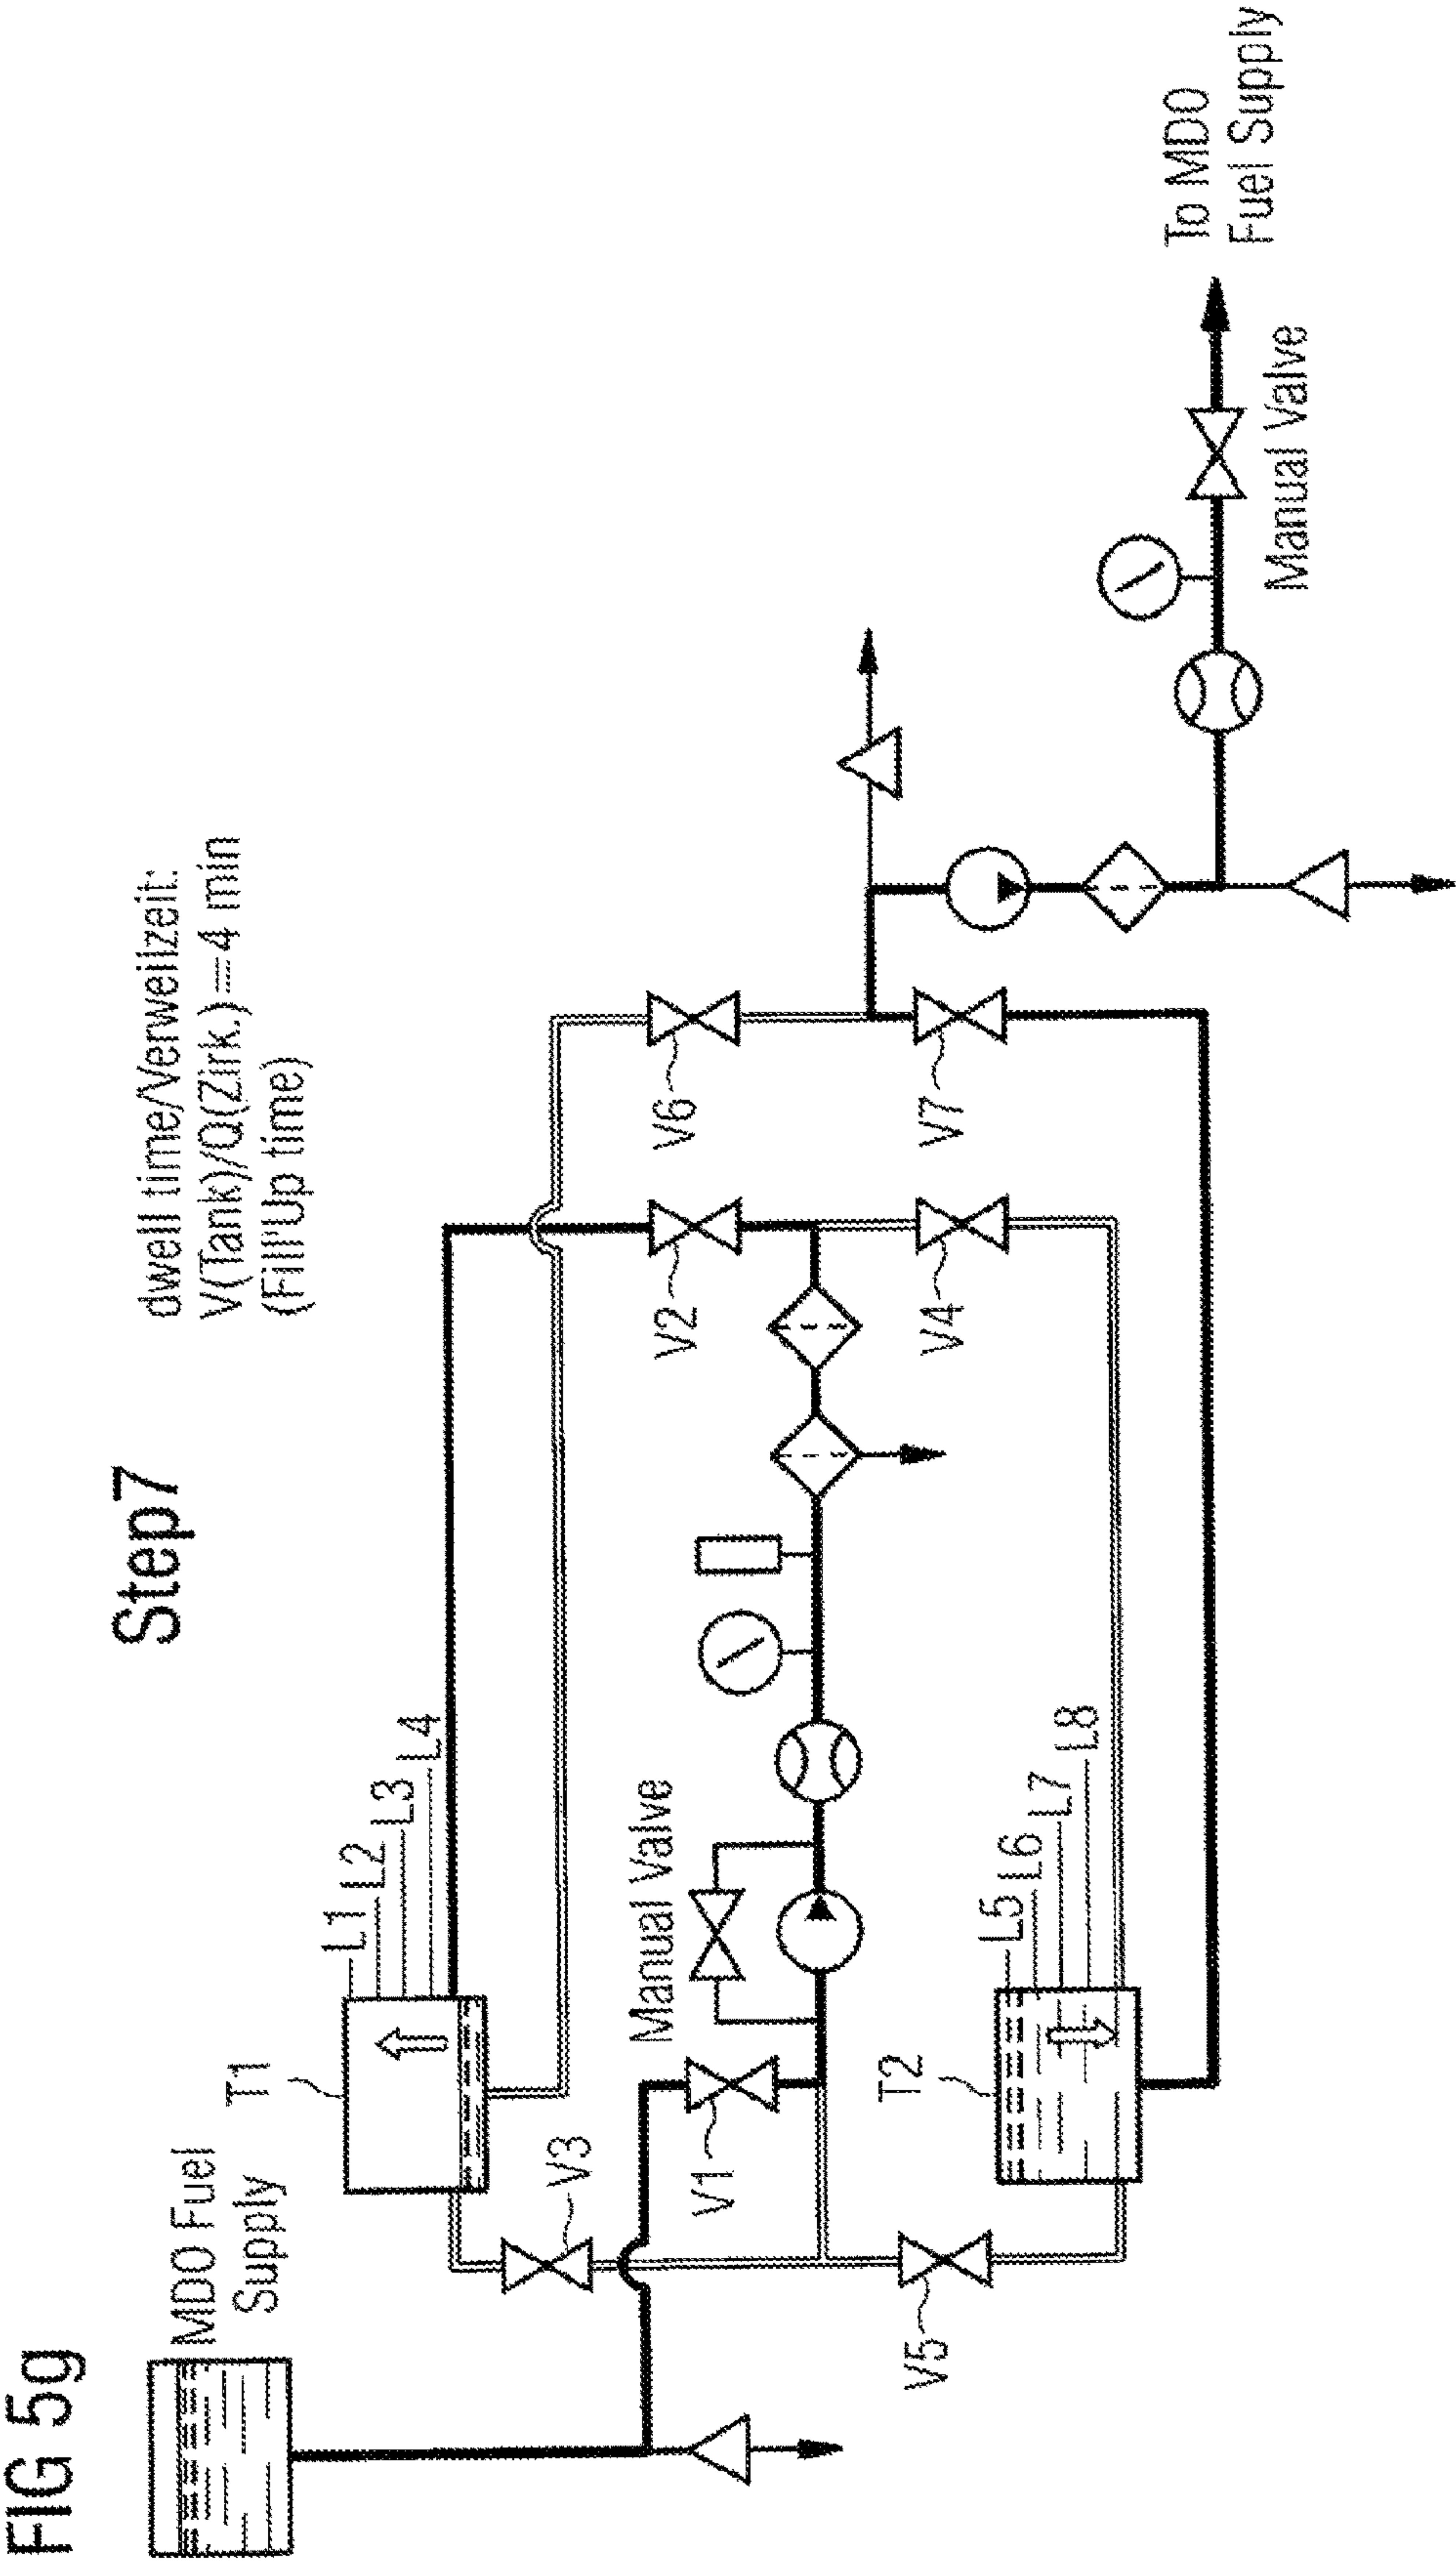 FIG 5g
Step7
dwell time/Verweilzeit:
V(Tank)/Q(Zirk.)=4 min
(Fill'Up time)
MDO Fuel
Supply
T1
L1
L2
L3
L4
V3
V1
Manual Valve
V2
V6
V5
T2
L5
L6
L7
L8
V4
V7
Manual Valve
To MDO
Fuel Supply